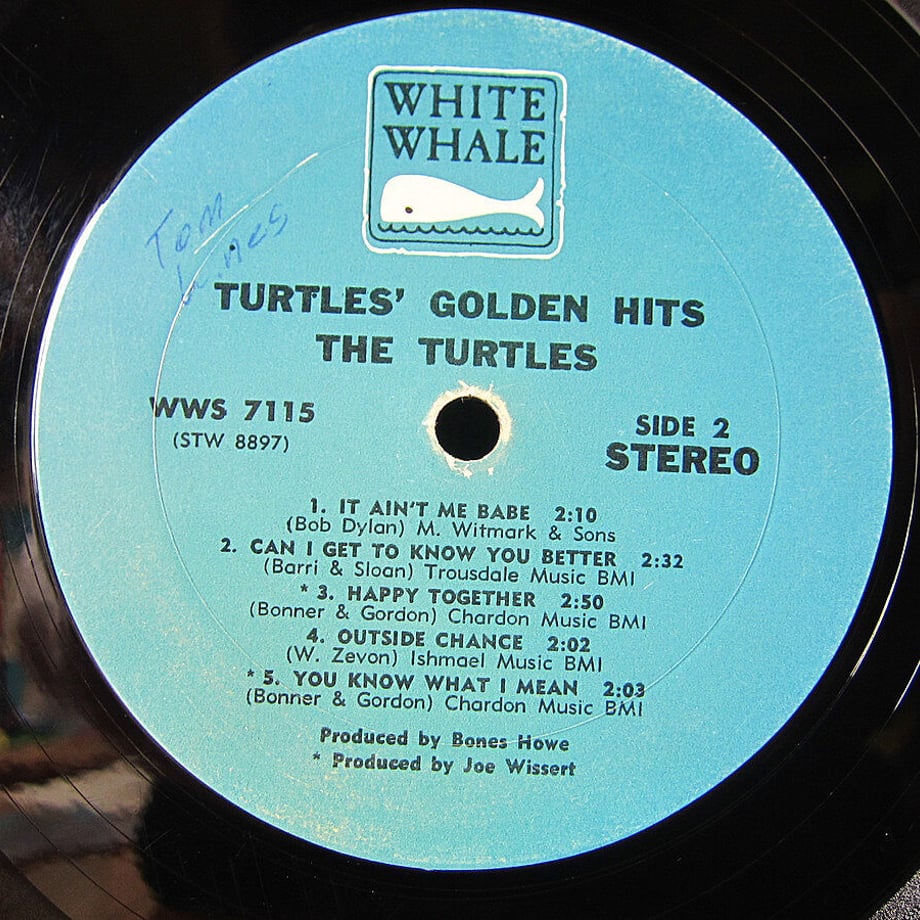 WHITE
WHALE
Tom
TURTLES' GOLDEN HITS
THE TURTLES
WWS 7115
(STW 8897)
SIDE 2
STEREO
1. IT AIN'T ME BABE 2:10
(Bob Dylan) M. Witmark & Sons
2. CAN I GET TO KNOW YOU BETTER 2:32
(Barri & Sloan) Trousdale Music BMI
* 3. HAPPY TOGETHER 2:50
(Bonner & Gordon) Chardon Music BMI
4. OUTSIDE CHANCE 2:02
(W. Zevon) Ishmael Music BMI
* 5. YOU KNOW WHAT I MEAN 2:03
(Bonner & Gordon) Chardon Music BMI
Produced by Bones Howe
* Produced by Joe Wissert